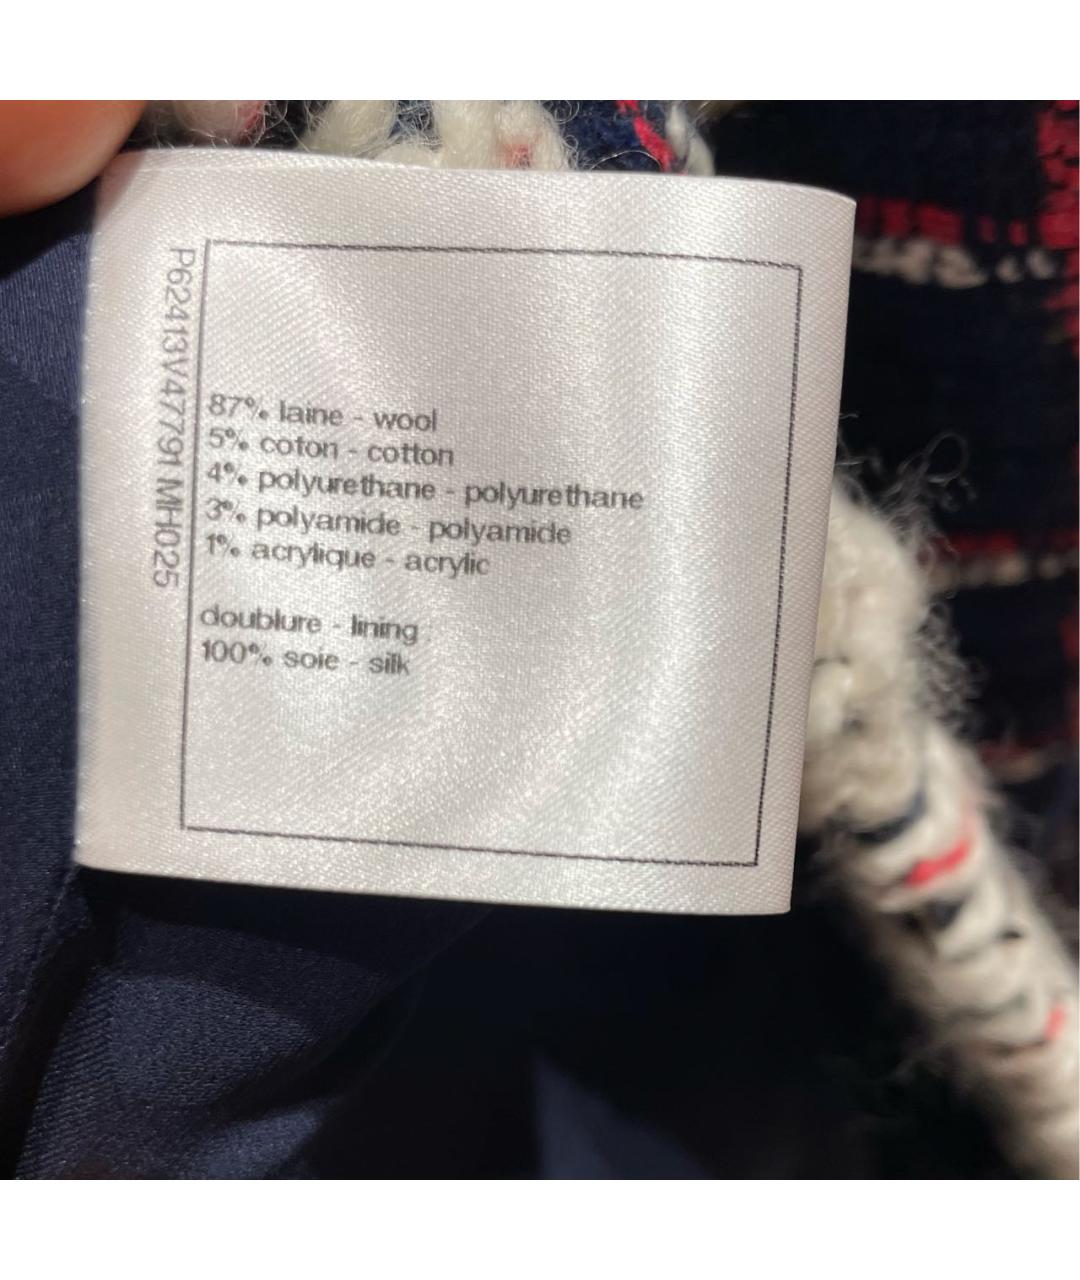 P62413V47791 MH025
87% laine - wool
5% coton - cotton
4% polyurethane - polyurethane
3% polyamide - polyamide
1% acrylique - acrylic
doublure - lining
100% soie - silk